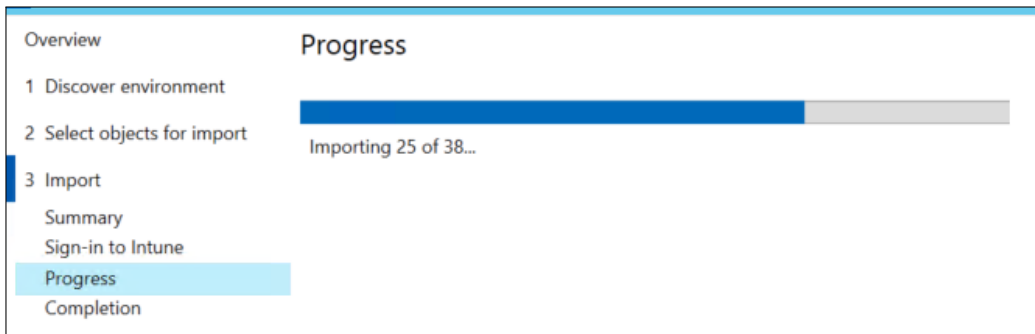 Overview
1 Discover environment
2 Select objects for import
3 Import
Summary
Sign-in to Intune
Progress
Completion
Progress
Importing 25 of 38...